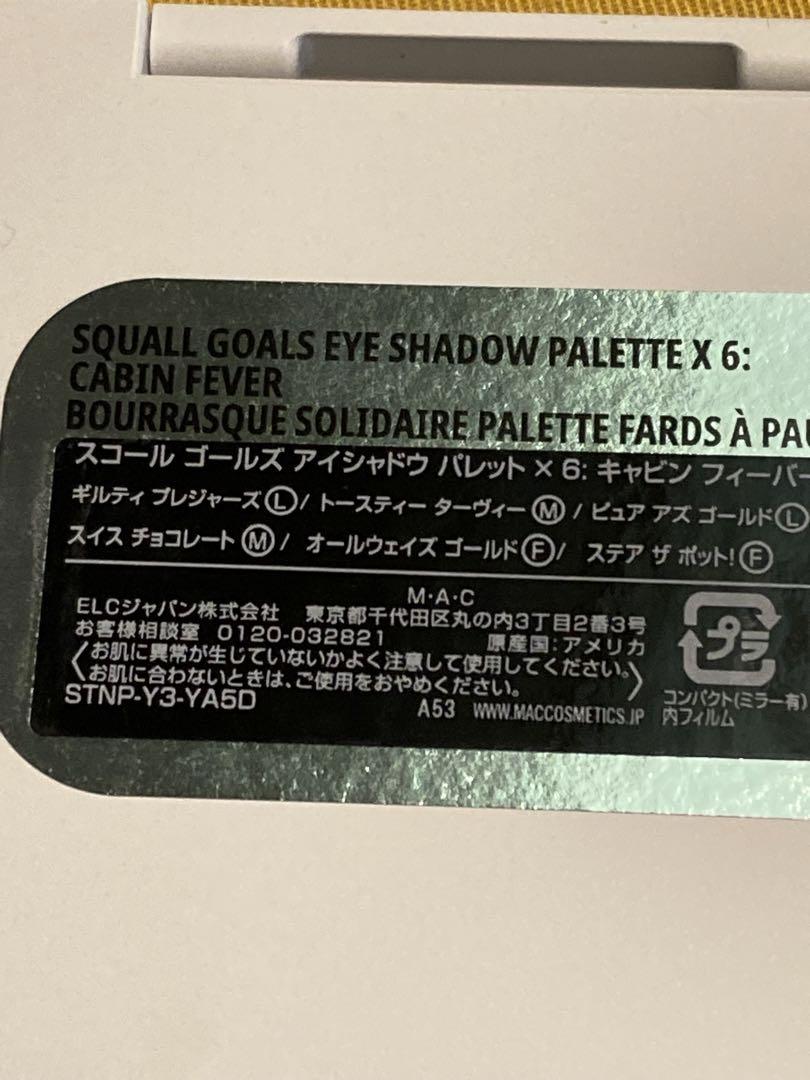 SQUALL GOALS EYE SHADOW PALETTE X 6:
CABIN FEVER
BOURRASQUE SOLIDAIRE PALETTE FARDS À PAU
スコール ゴールズ アイシャドウ パレット × 6: キャビン フィーバー
ギルティ プレジャーズⓁ/ トースティー ターヴィーⓂ/ ピュア アズ ゴールドⓁ
スイス チョコレートⓂ/ オールウェイズ ゴールドⒻ/ ステア ザ ポット!Ⓕ
M・A・C
ELCジャパン株式会社 東京都千代田区丸の内3丁目2番3号
お客様相談室 0120-032821 原産国:アメリカ
〈お肌に異常が生じていないかよく注意して使用してください。
お肌に合わないときは、ご使用をおやめください。〉
STNP-Y3-YA5D A53 WWW.MACCOSMETICS.JP
プラ
コンパクト(ミラー有)
内フィルム